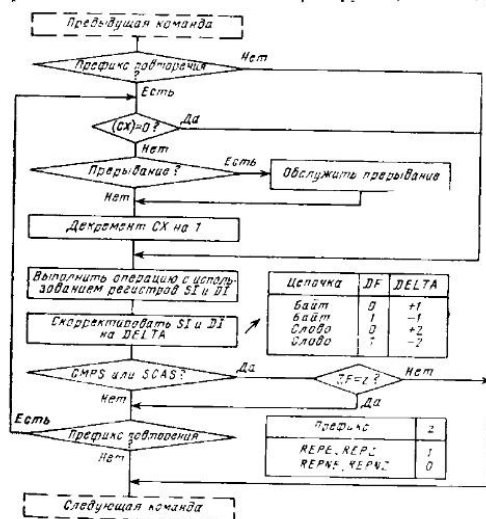 Предыдущая команда
Префикс повторения
?
Нет
Есть
(CX)=0?
Да
Нет
Прерывание?
Есть
Обслужить прерывание
Нет
Декремент CX на 1
Выполнить операцию с исполь-
зованием регистров SI и DI
Скорректировать SI и DI
на DELTA
Цепочка DF DELTA
Байт 0 +1
Байт 1 -1
Слово 0 +2
Слово 1 -2
CMPS или SCAS?
Да
ZF=z?
Нет
Нет
Да
Есть
Префикс повторения
?
Нет
Префикс z
REPE, REPZ 1
REPNE, REPNZ 0
Следующая команда